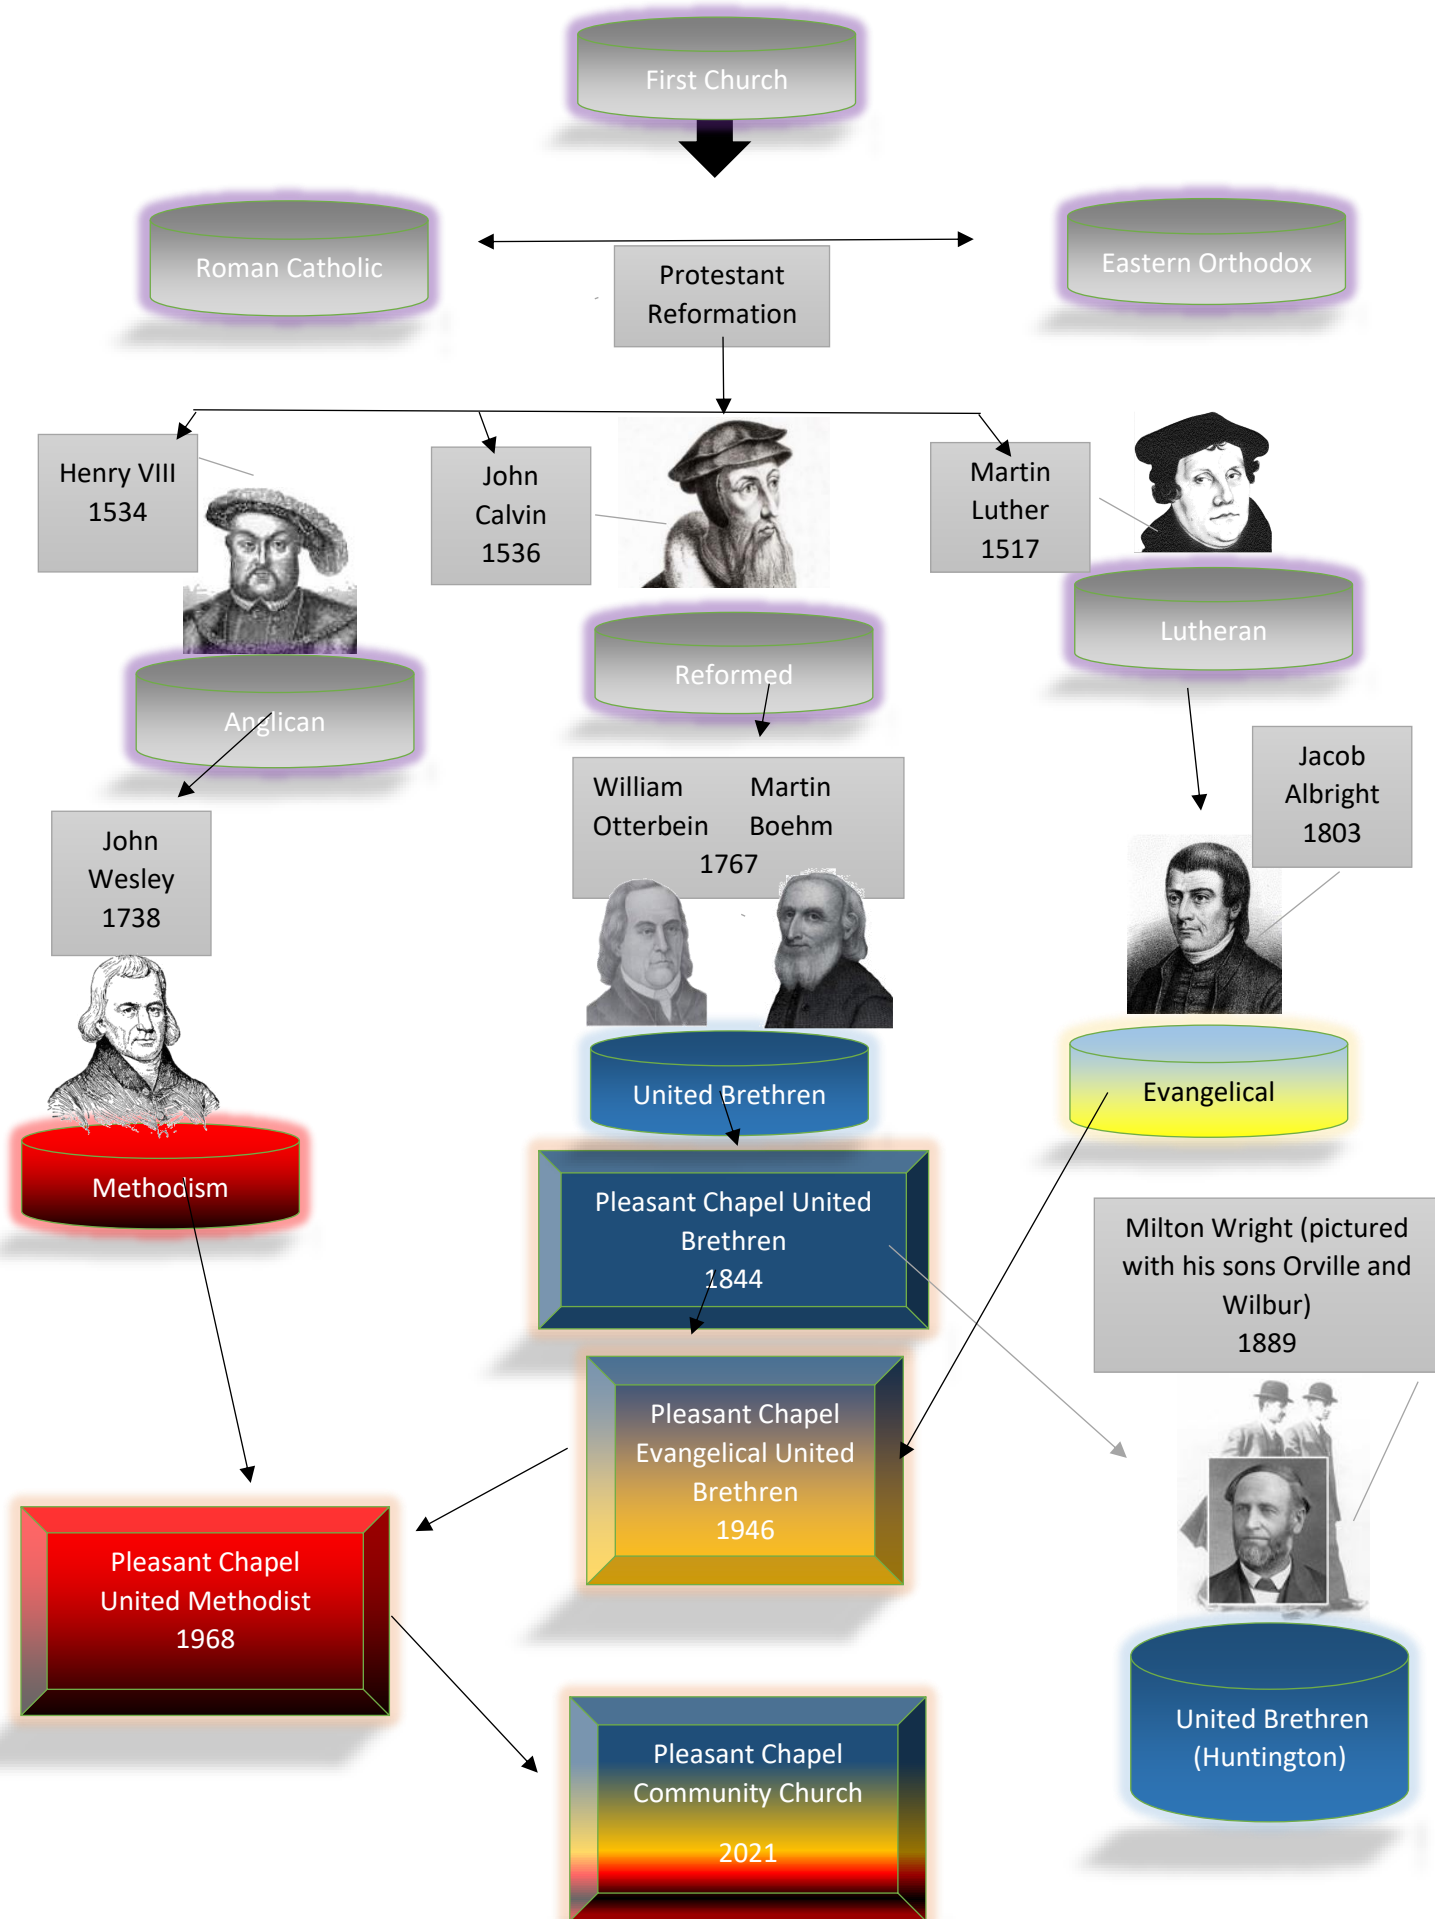 First Church
Roman Catholic
Eastern Orthodox
Protestant
Reformation
Henry VIII
1534
John
Calvin
1536
Martin
Luther
1517
Lutheran
Reformed
Anglican
Jacob
Albright
1803
William Martin
Otterbein Boehm
1767
John
Wesley
1738
United Brethren
Evangelical
Methodism
Pleasant Chapel United
Brethren
1844
Milton Wright (pictured
with his sons Orville and
Wilbur)
1889
Pleasant Chapel
Evangelical United
Brethren
1946
Pleasant Chapel
United Methodist
1968
United Brethren
(Huntington)
Pleasant Chapel
Community Church
2021